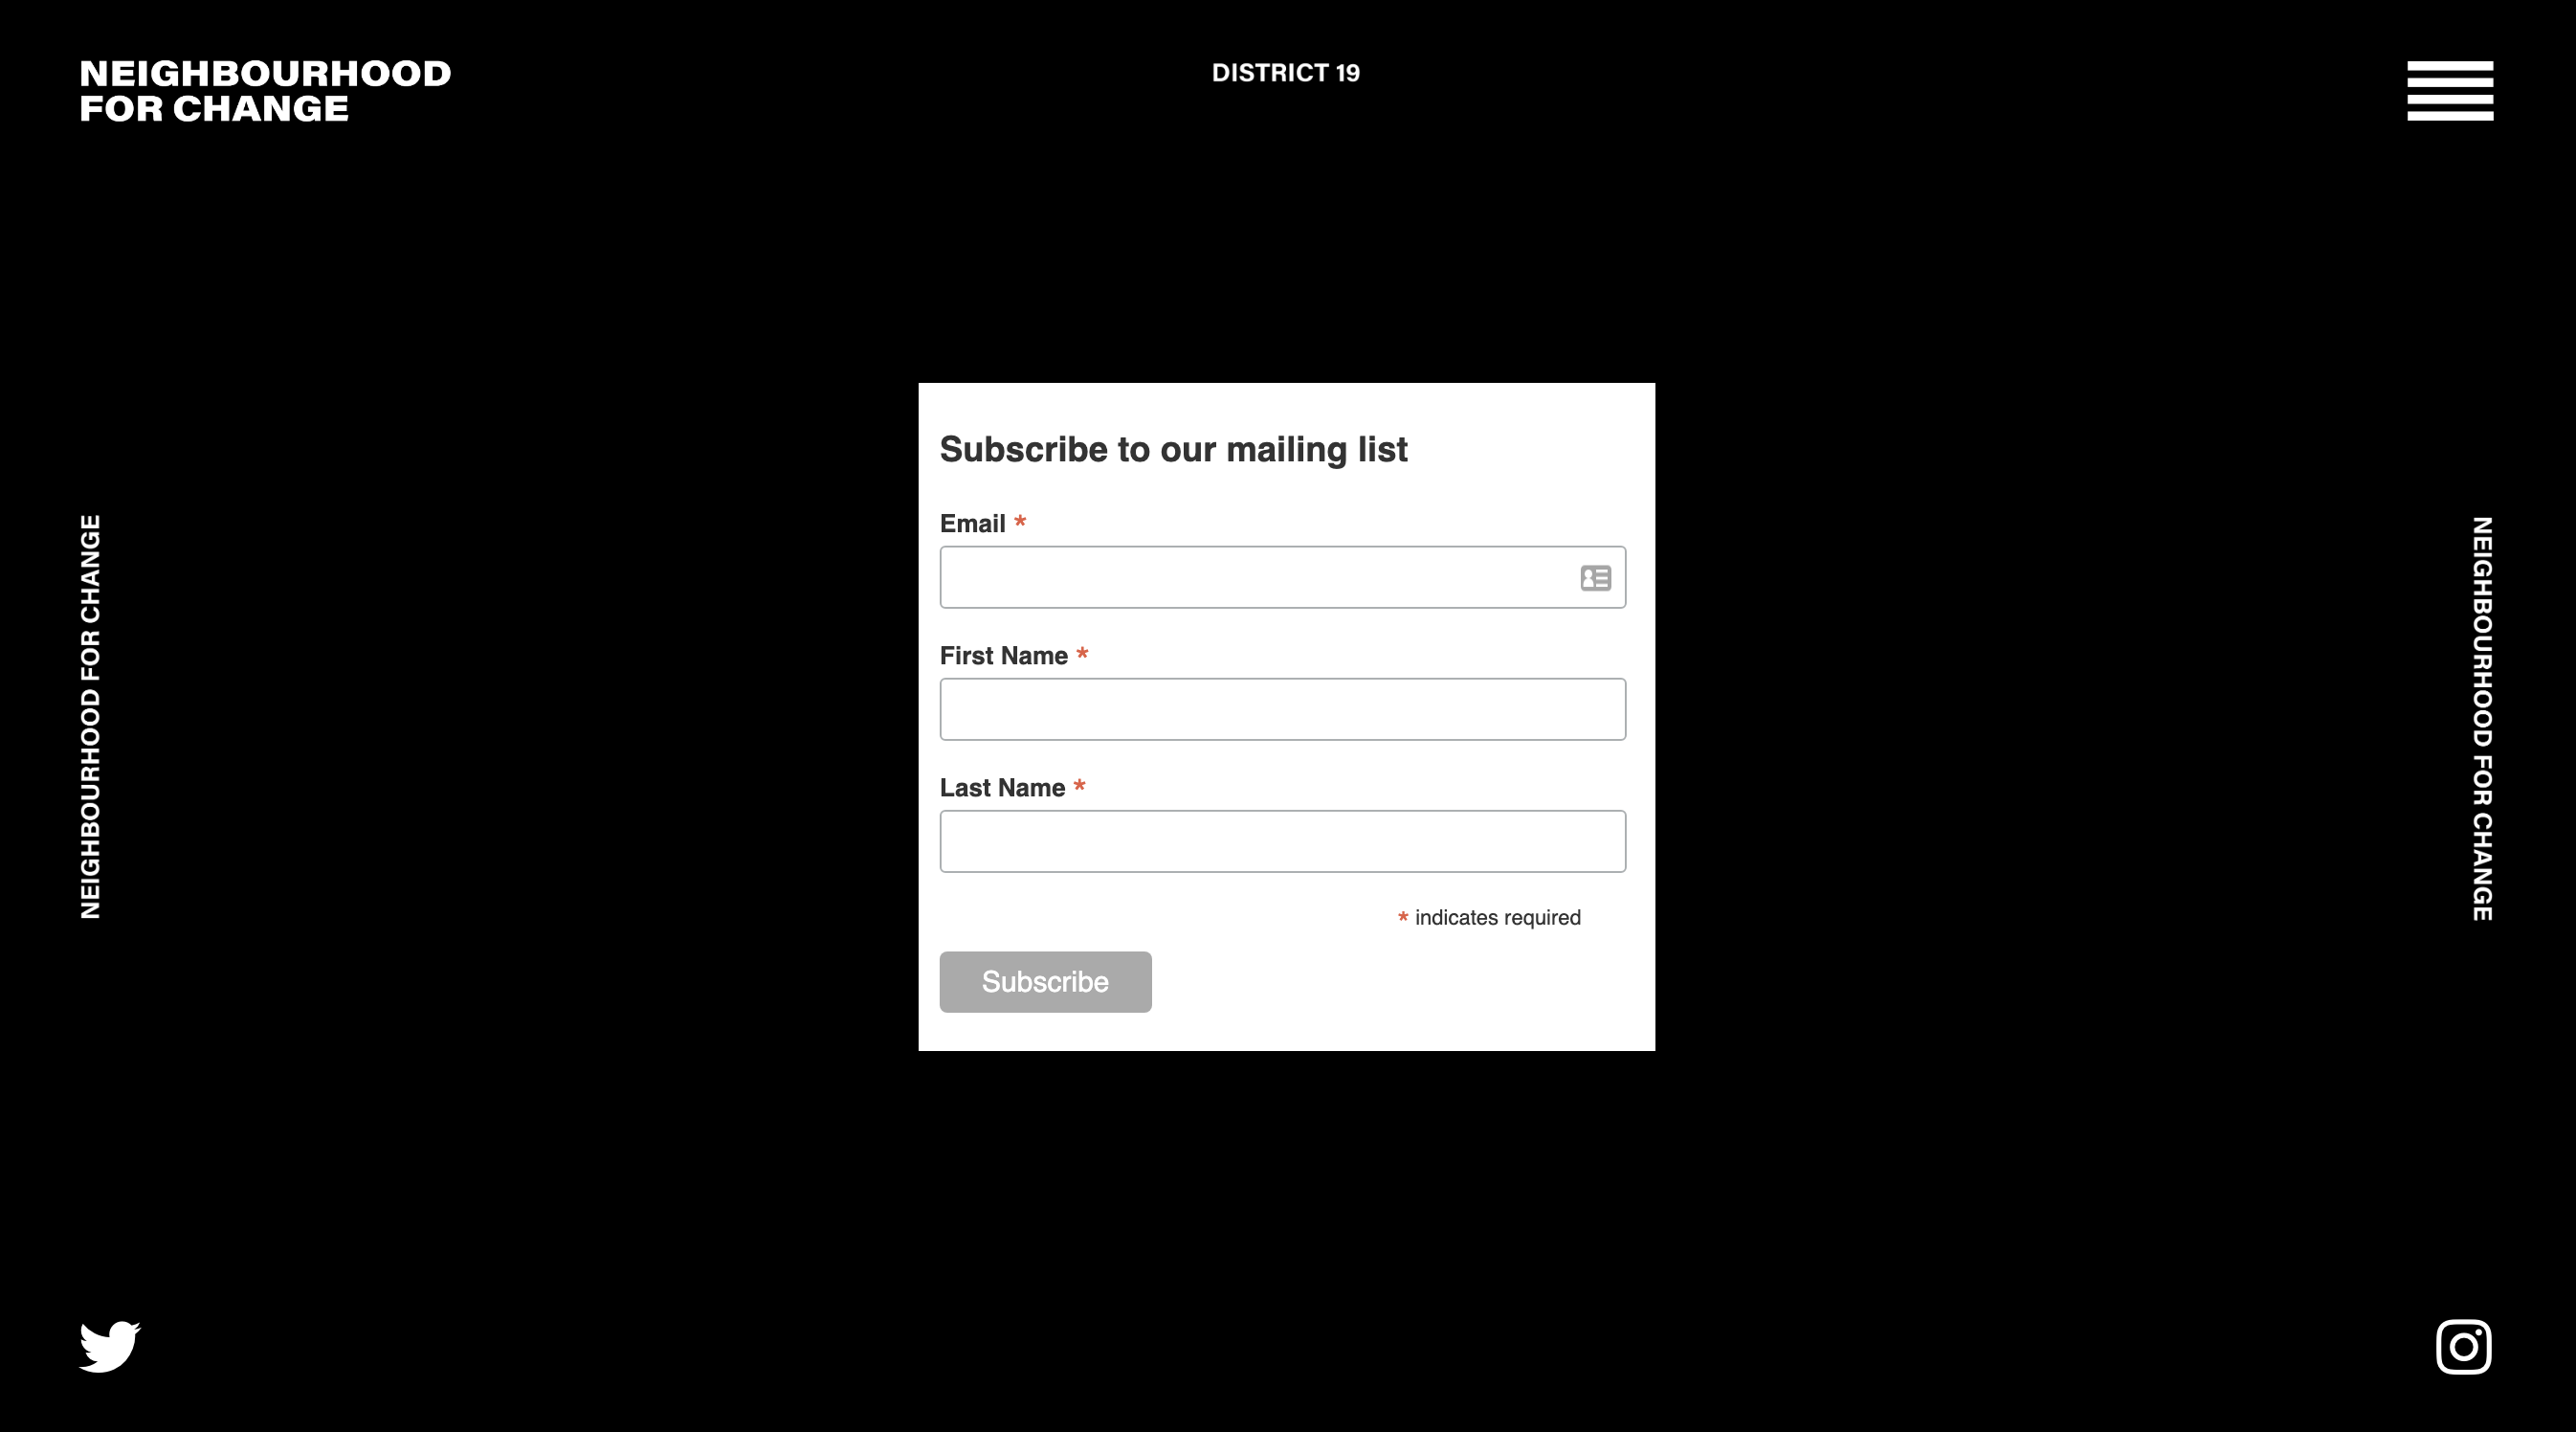 NEIGHBOURHOOD
FOR CHANGE
DISTRICT 19
NEIGHBOURHOOD FOR CHANGE
Subscribe to our mailing list
Email *
First Name *
Last Name *
* indicates required
Subscribe
NEIGHBOURHOOD FOR CHANGE